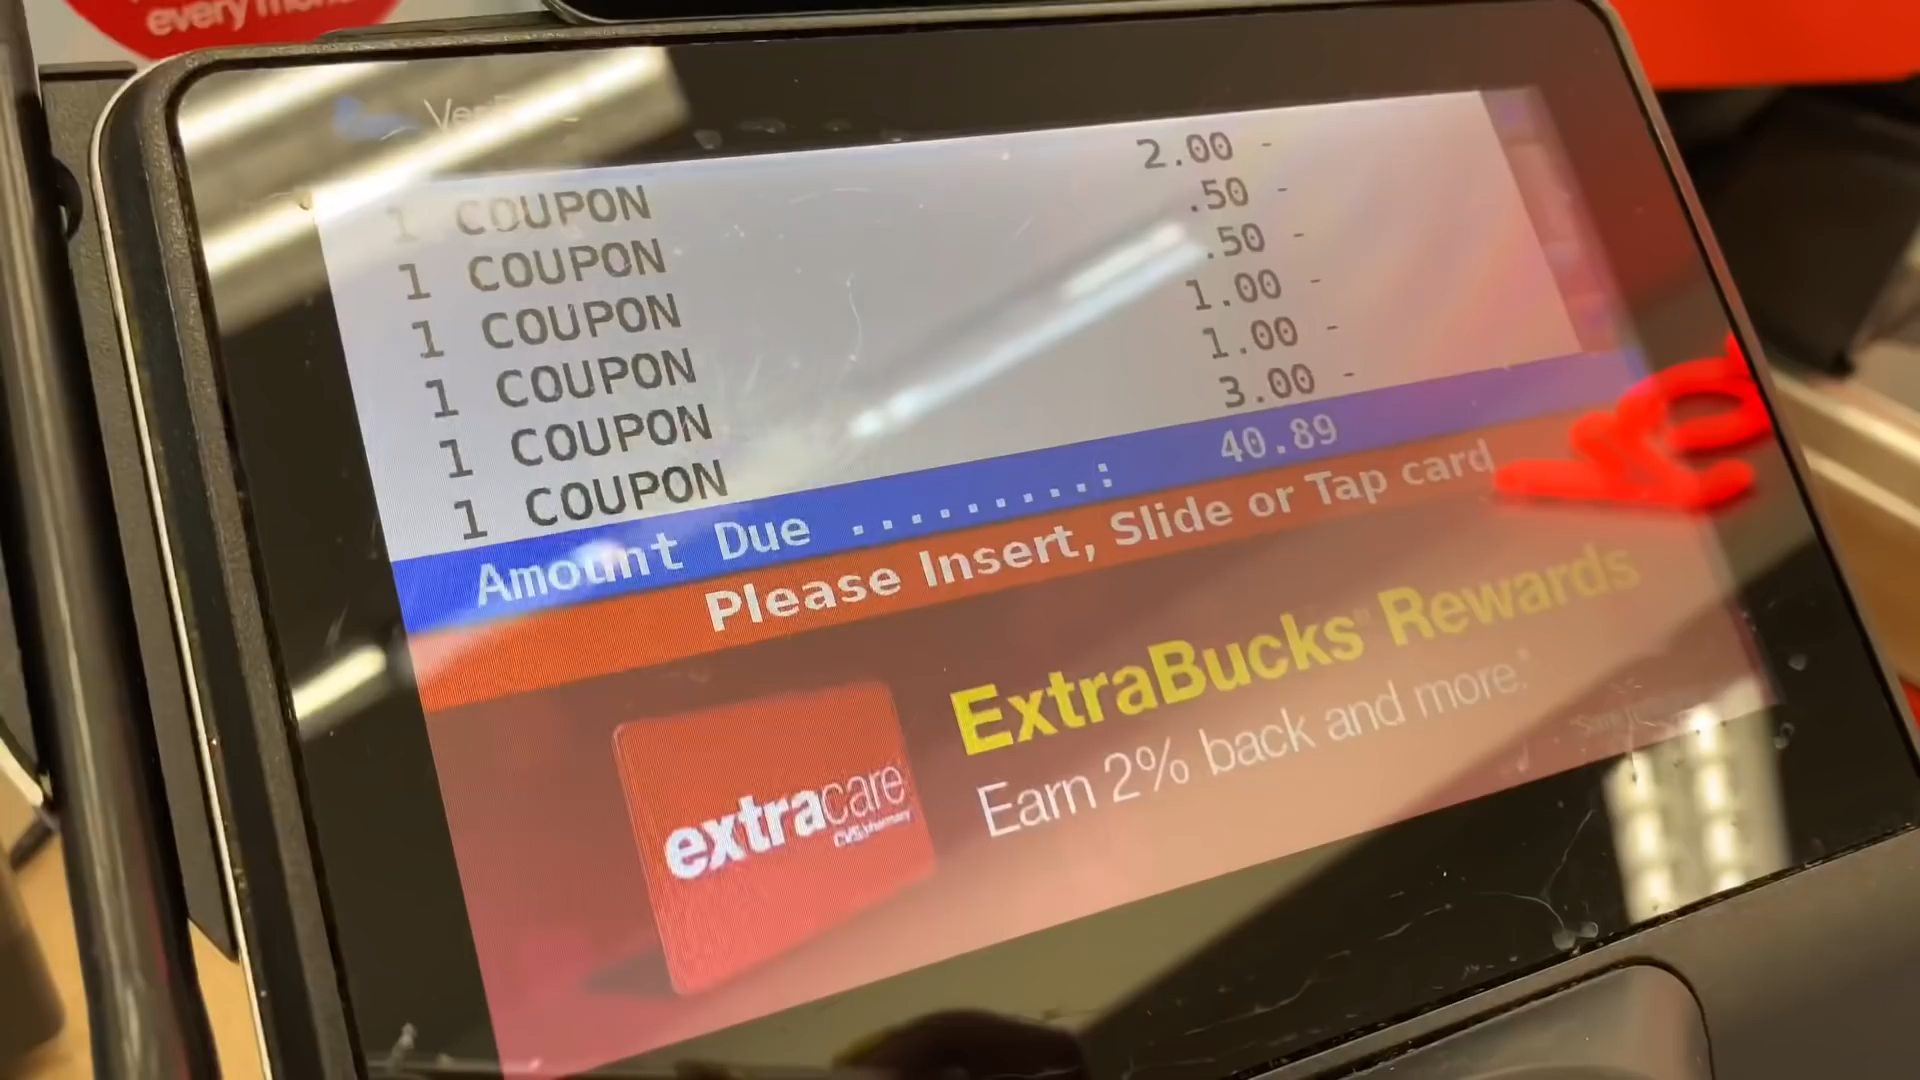 every mon
1 COUPON 2.00 -
1 COUPON .50 -
1 COUPON .50 -
1 COUPON 1.00 -
1 COUPON 1.00 -
1 COUPON 3.00 -
Amount Due .........: 40.89
Please Insert, Slide or Tap card
ExtraBucks Rewards
Earn 2% back and more.*
extracare
CVS pharmacy